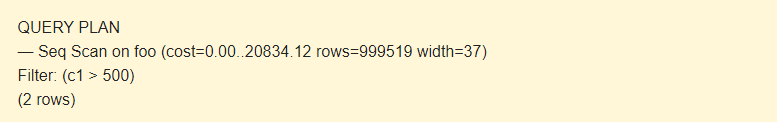 QUERY PLAN
— Seq Scan on foo (cost=0.00..20834.12 rows=999519 width=37)
Filter: (c1 > 500)
(2 rows)